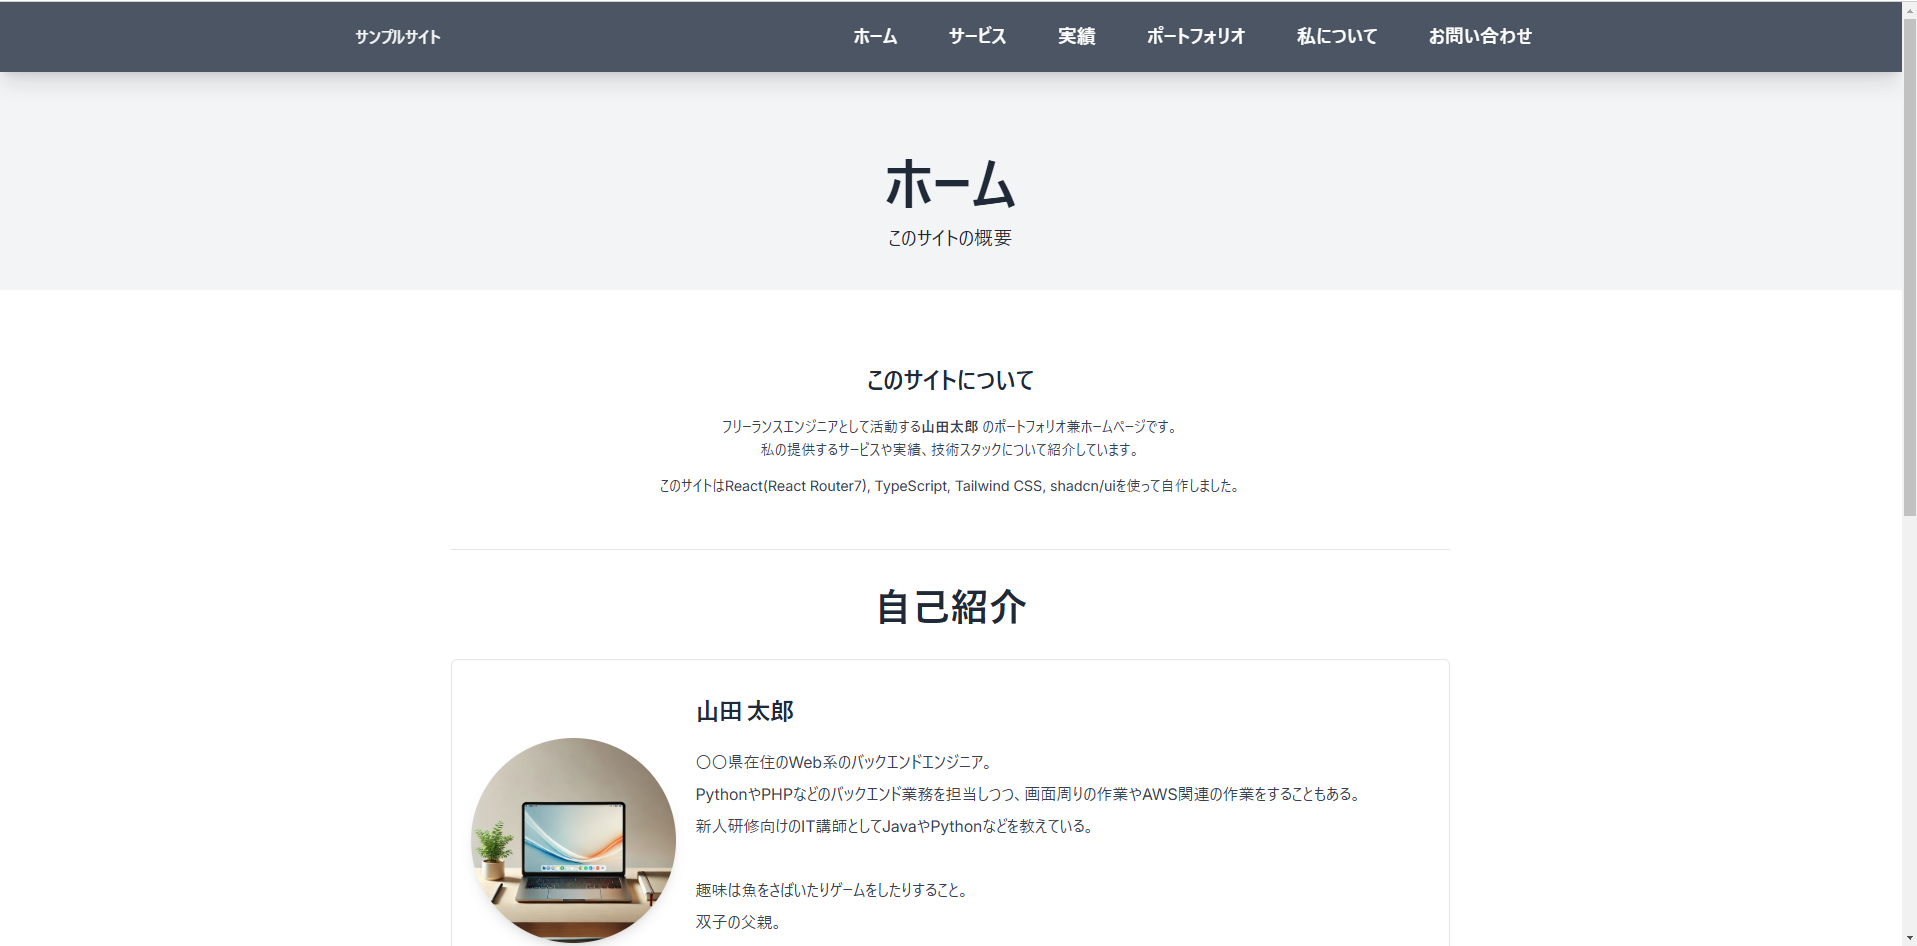 サンプルサイト
ホーム サービス 実績 ポートフォリオ 私について お問い合わせ
ホーム
このサイトの概要
このサイトについて
フリーランスエンジニアとして活動する山田太郎 のポートフォリオ兼ホームページです。
私の提供するサービスや実績、技術スタックについて紹介しています。
このサイトはReact(React Router7), TypeScript, Tailwind CSS, shadcn/uiを使って自作しました。
自己紹介
山田 太郎
〇〇県在住のWeb系のバックエンドエンジニア。
PythonやPHPなどのバックエンド業務を担当しつつ、画面周りの作業やAWS関連の作業をすることもある。
新人研修向けのIT講師としてJavaやPythonなどを教えている。
趣味は魚をさばいたりゲームをしたりすること。
双子の父親。